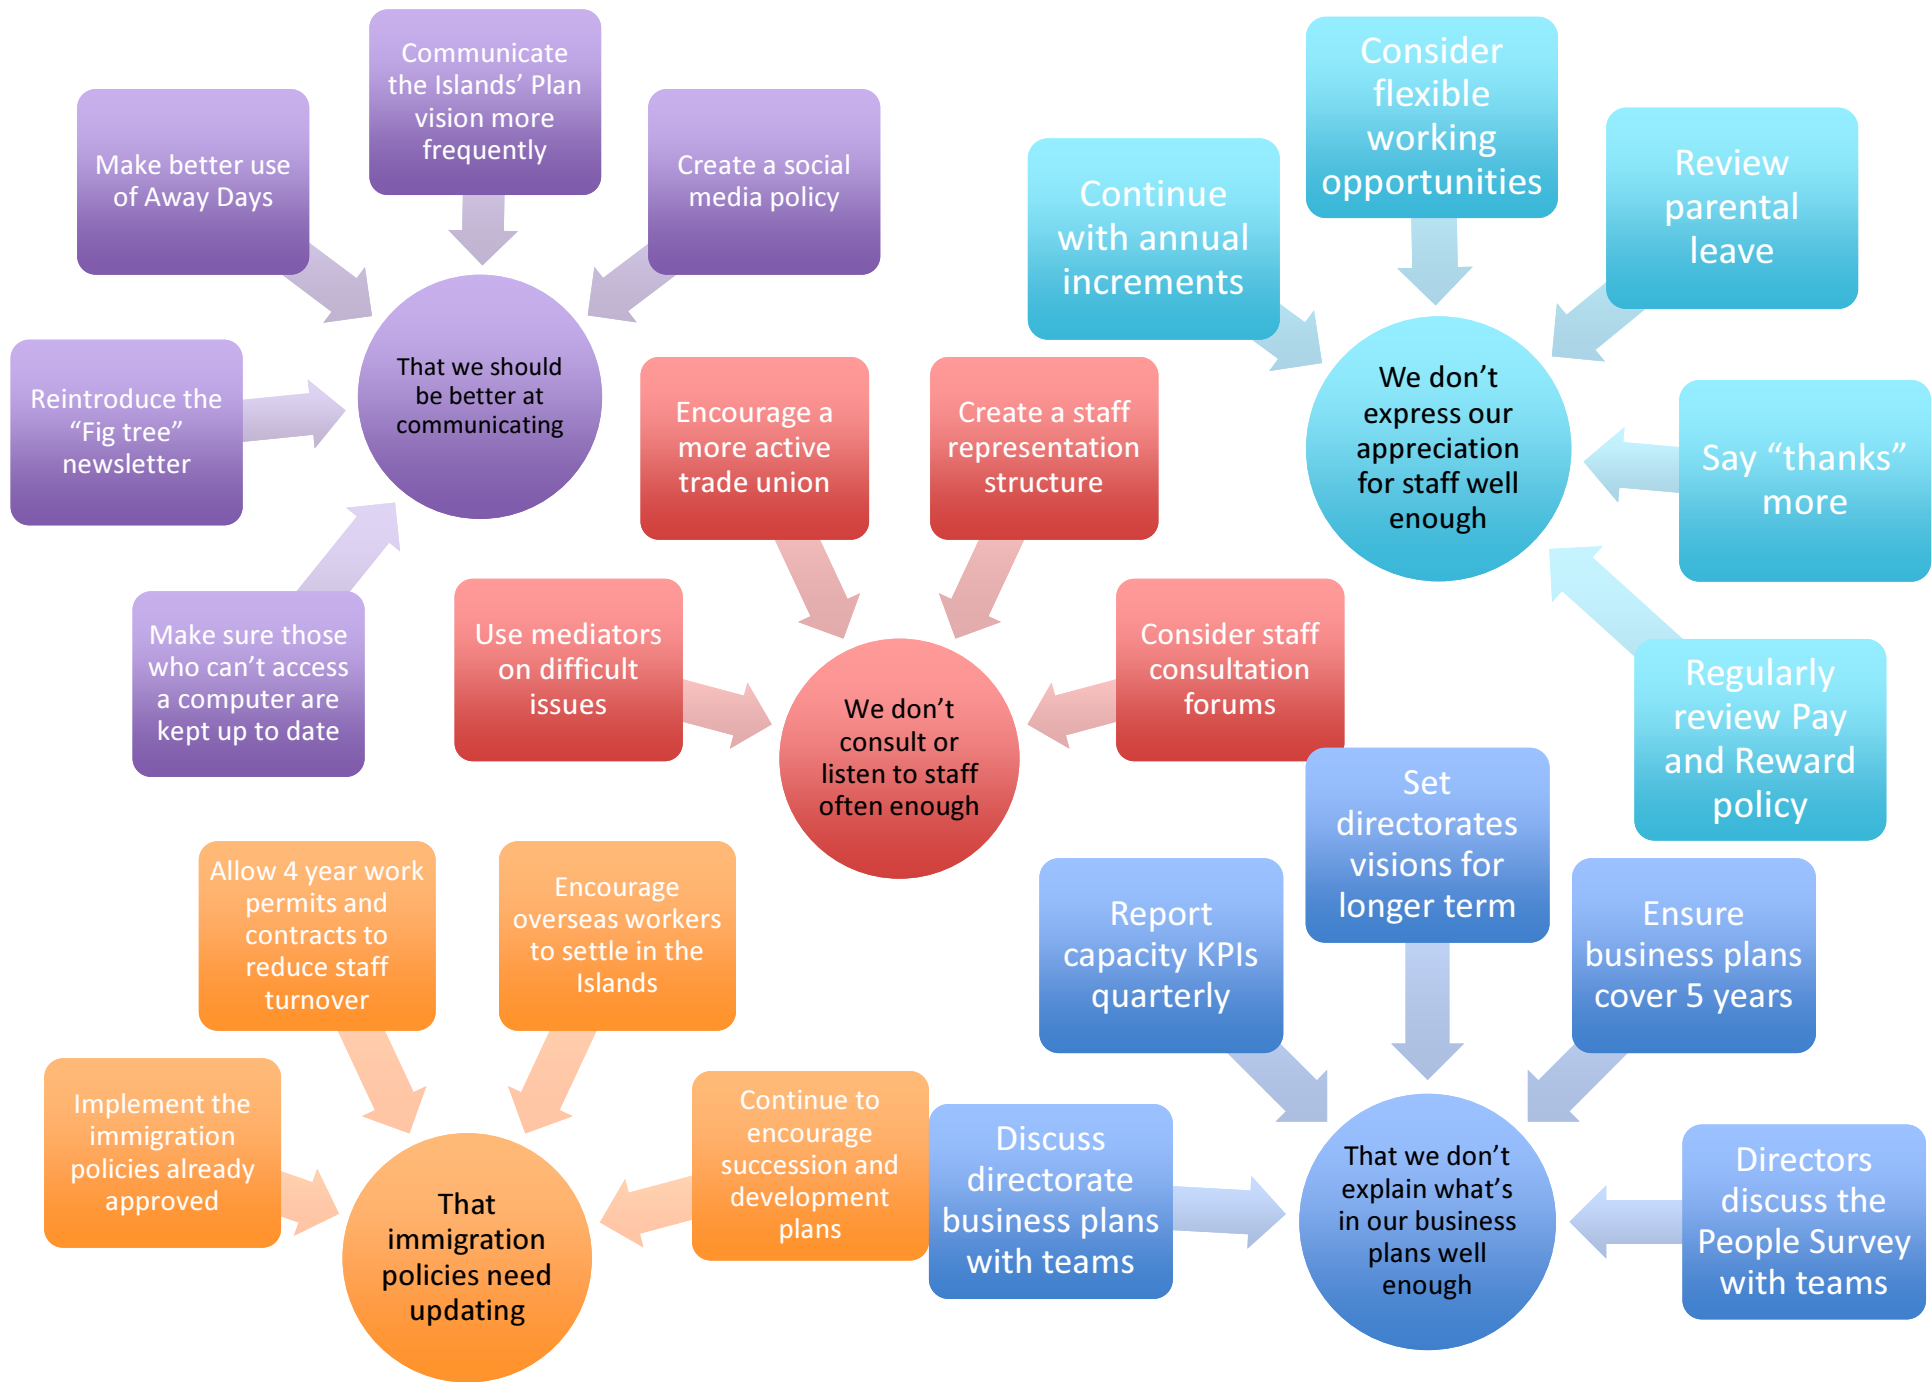 Communicate
the Islands’ Plan
vision more
frequently
Make better use
of Away Days
Create a social
media policy
Reintroduce the
“Fig tree”
newsletter
Make sure those
who can’t access
a computer are
kept up to date
That we should
be better at
communicating
Consider
flexible
working
opportunities
Continue
with annual
increments
Review
parental
leave
Say “thanks”
more
Regularly
review Pay
and Reward
policy
We don’t
express our
appreciation
for staff well
enough
Encourage a
more active
trade union
Create a staff
representation
structure
Use mediators
on difficult
issues
Consider staff
consultation
forums
We don’t
consult or
listen to staff
often enough
Allow 4 year work
permits and
contracts to
reduce staff
turnover
Encourage
overseas workers
to settle in the
Islands
Implement the
immigration
policies already
approved
Continue to
encourage
succession and
development
plans
That
immigration
policies need
updating
Set
directorates
visions for
longer term
Report
capacity KPIs
quarterly
Ensure
business plans
cover 5 years
Discuss
directorate
business plans
with teams
Directors
discuss the
People Survey
with teams
That we don’t
explain what’s
in our business
plans well
enough